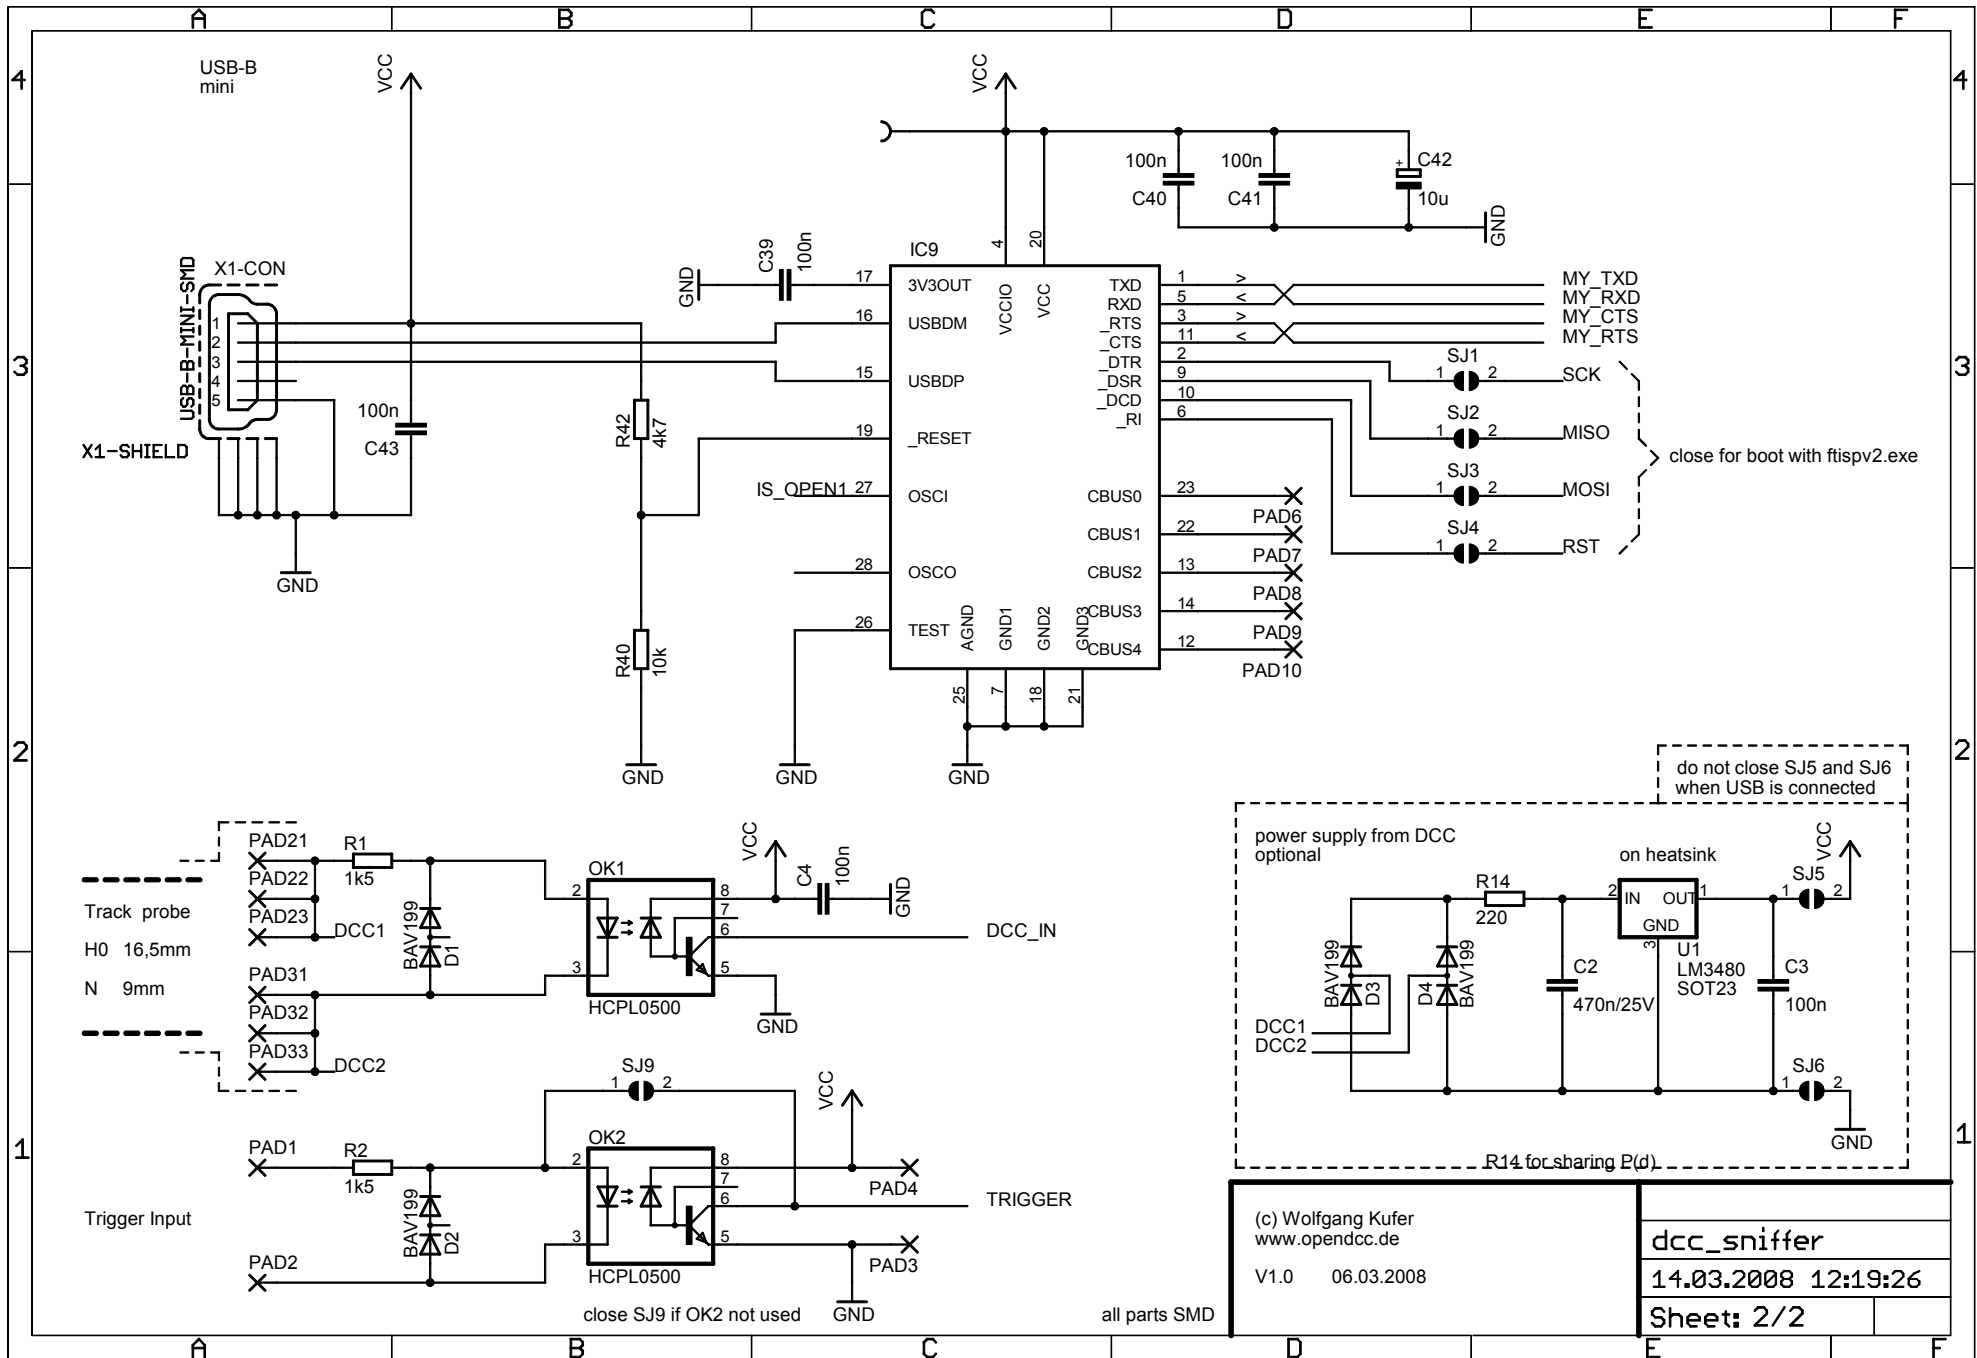 A B C D E F
4 4
USB-B
mini
VCC
VCC
100n
C40
100n
C41
+ C42
10u
GND
X1-CON
USB-B-MINI-SMD
1
2
3
4
5
X1-SHIELD
100n
C43
GND
GND
C39
100n
R42
4k7
R40
10k
GND
GND
GND
IC9
4
20
VCCIO
VCC
17 3V3OUT
16 USBDM
15 USBDP
19 _RESET
IS_OPEN1 27 OSCI
28 OSCO
26 TEST
AGND
GND1
GND2
GND3
25
7
18
21
TXD 1 > MY_TXD
RXD 5 < MY_RXD
_RTS 3 > MY_CTS
_CTS 11 < MY_RTS
_DTR 2
_DSR 9
_DCD 10
_RI 6
CBUS0 23
PAD6
CBUS1 22
PAD7
CBUS2 13
PAD8
CBUS3 14
PAD9
CBUS4 12
PAD10
SJ1
1 2 SCK
SJ2
1 2 MISO
SJ3
1 2 MOSI
SJ4
1 2 RST
close for boot with ftispv2.exe
3 3
2 2
PAD21
PAD22
PAD23
DCC1
R1
1k5
Track probe
H0 16,5mm
N 9mm
PAD31
PAD32
PAD33
DCC2
BAV199
D1
OK1
2
3
8
7
6
5
HCPL0500
VCC
C4
100n
GND
DCC_IN
GND
SJ9
1 2
PAD1
R2
1k5
Trigger Input
PAD2
BAV199
D2
OK2
2
3
8
7
6
5
HCPL0500
VCC
PAD4
TRIGGER
PAD3
GND
close SJ9 if OK2 not used
all parts SMD
do not close SJ5 and SJ6
when USB is connected
power supply from DCC
optional
on heatsink
R14
220
2 IN OUT 1
GND
3
U1
LM3480
SOT23
SJ5
1 2
VCC
BAV199
D3
D4
BAV199
C2
470n/25V
C3
100n
DCC1
DCC2
SJ6
1 2
GND
R14 for sharing P(d)
1 1
(c) Wolfgang Kufer
www.opendcc.de
V1.0 06.03.2008
dcc_sniffer
14.03.2008 12:19:26
Sheet: 2/2
A B C D E F